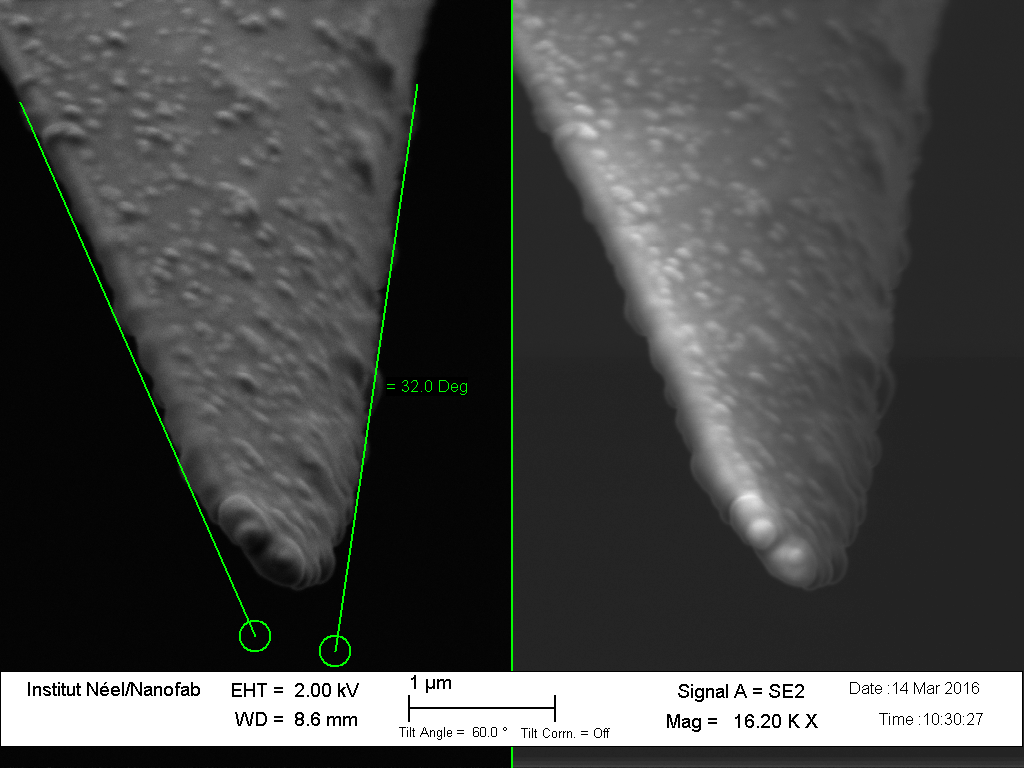 = 32.0 Deg
Institut Néel/Nanofab
EHT = 2.00 kV
WD = 8.6 mm
1 µm
Tilt Angle = 60.0 °
Tilt Corrn. = Off
Signal A = SE2
Mag = 16.20 K X
Date :14 Mar 2016
Time :10:30:27